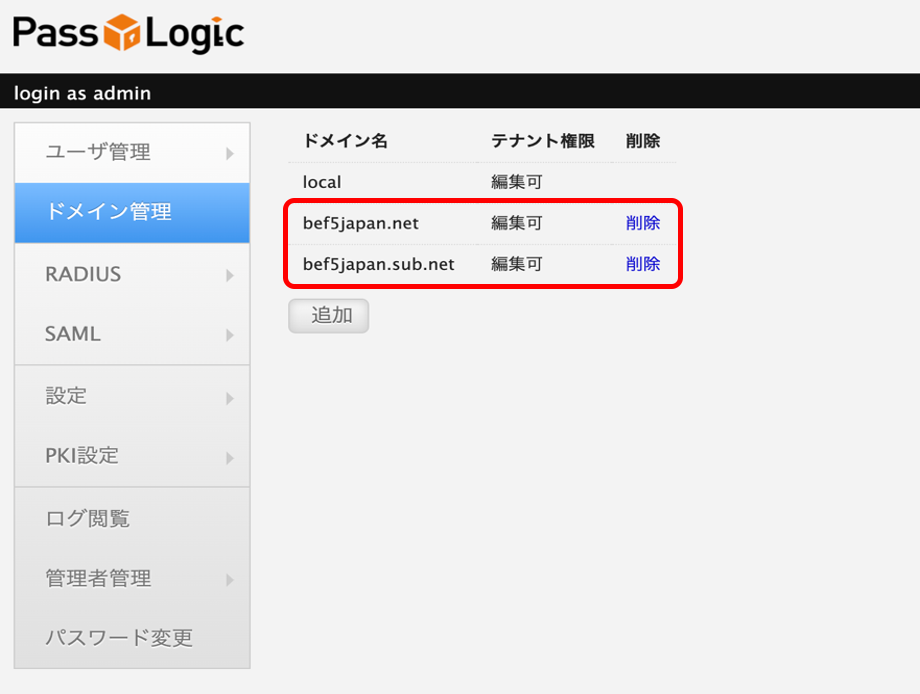 PassLogic
login as admin
ユーザ管理
ドメイン管理
RADIUS
SAML
設定
PKI設定
ログ閲覧
管理者管理
パスワード変更
ドメイン名 テナント権限 削除
local 編集可
bef5japan.net 編集可 削除
bef5japan.sub.net 編集可 削除
追加